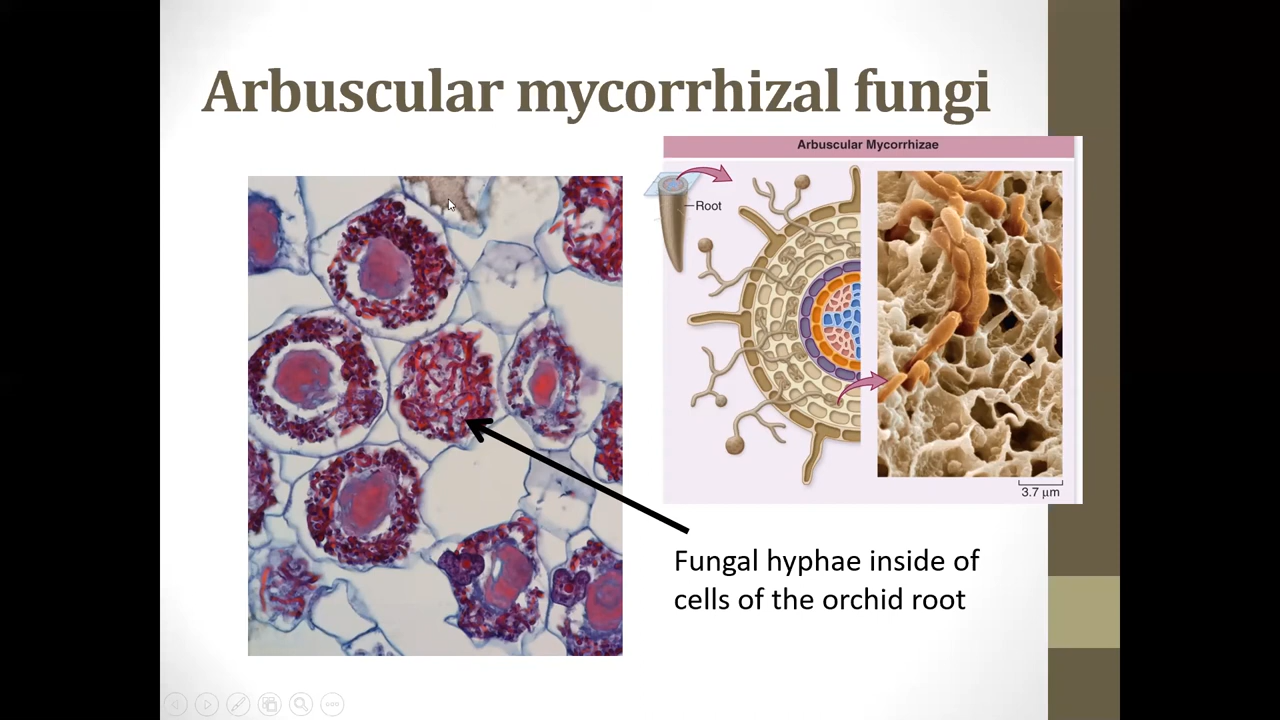 Arbuscular mycorrhizal fungi
Arbuscular Mycorrhizae
Root
3.7 µm
Fungal hyphae inside of
cells of the orchid root